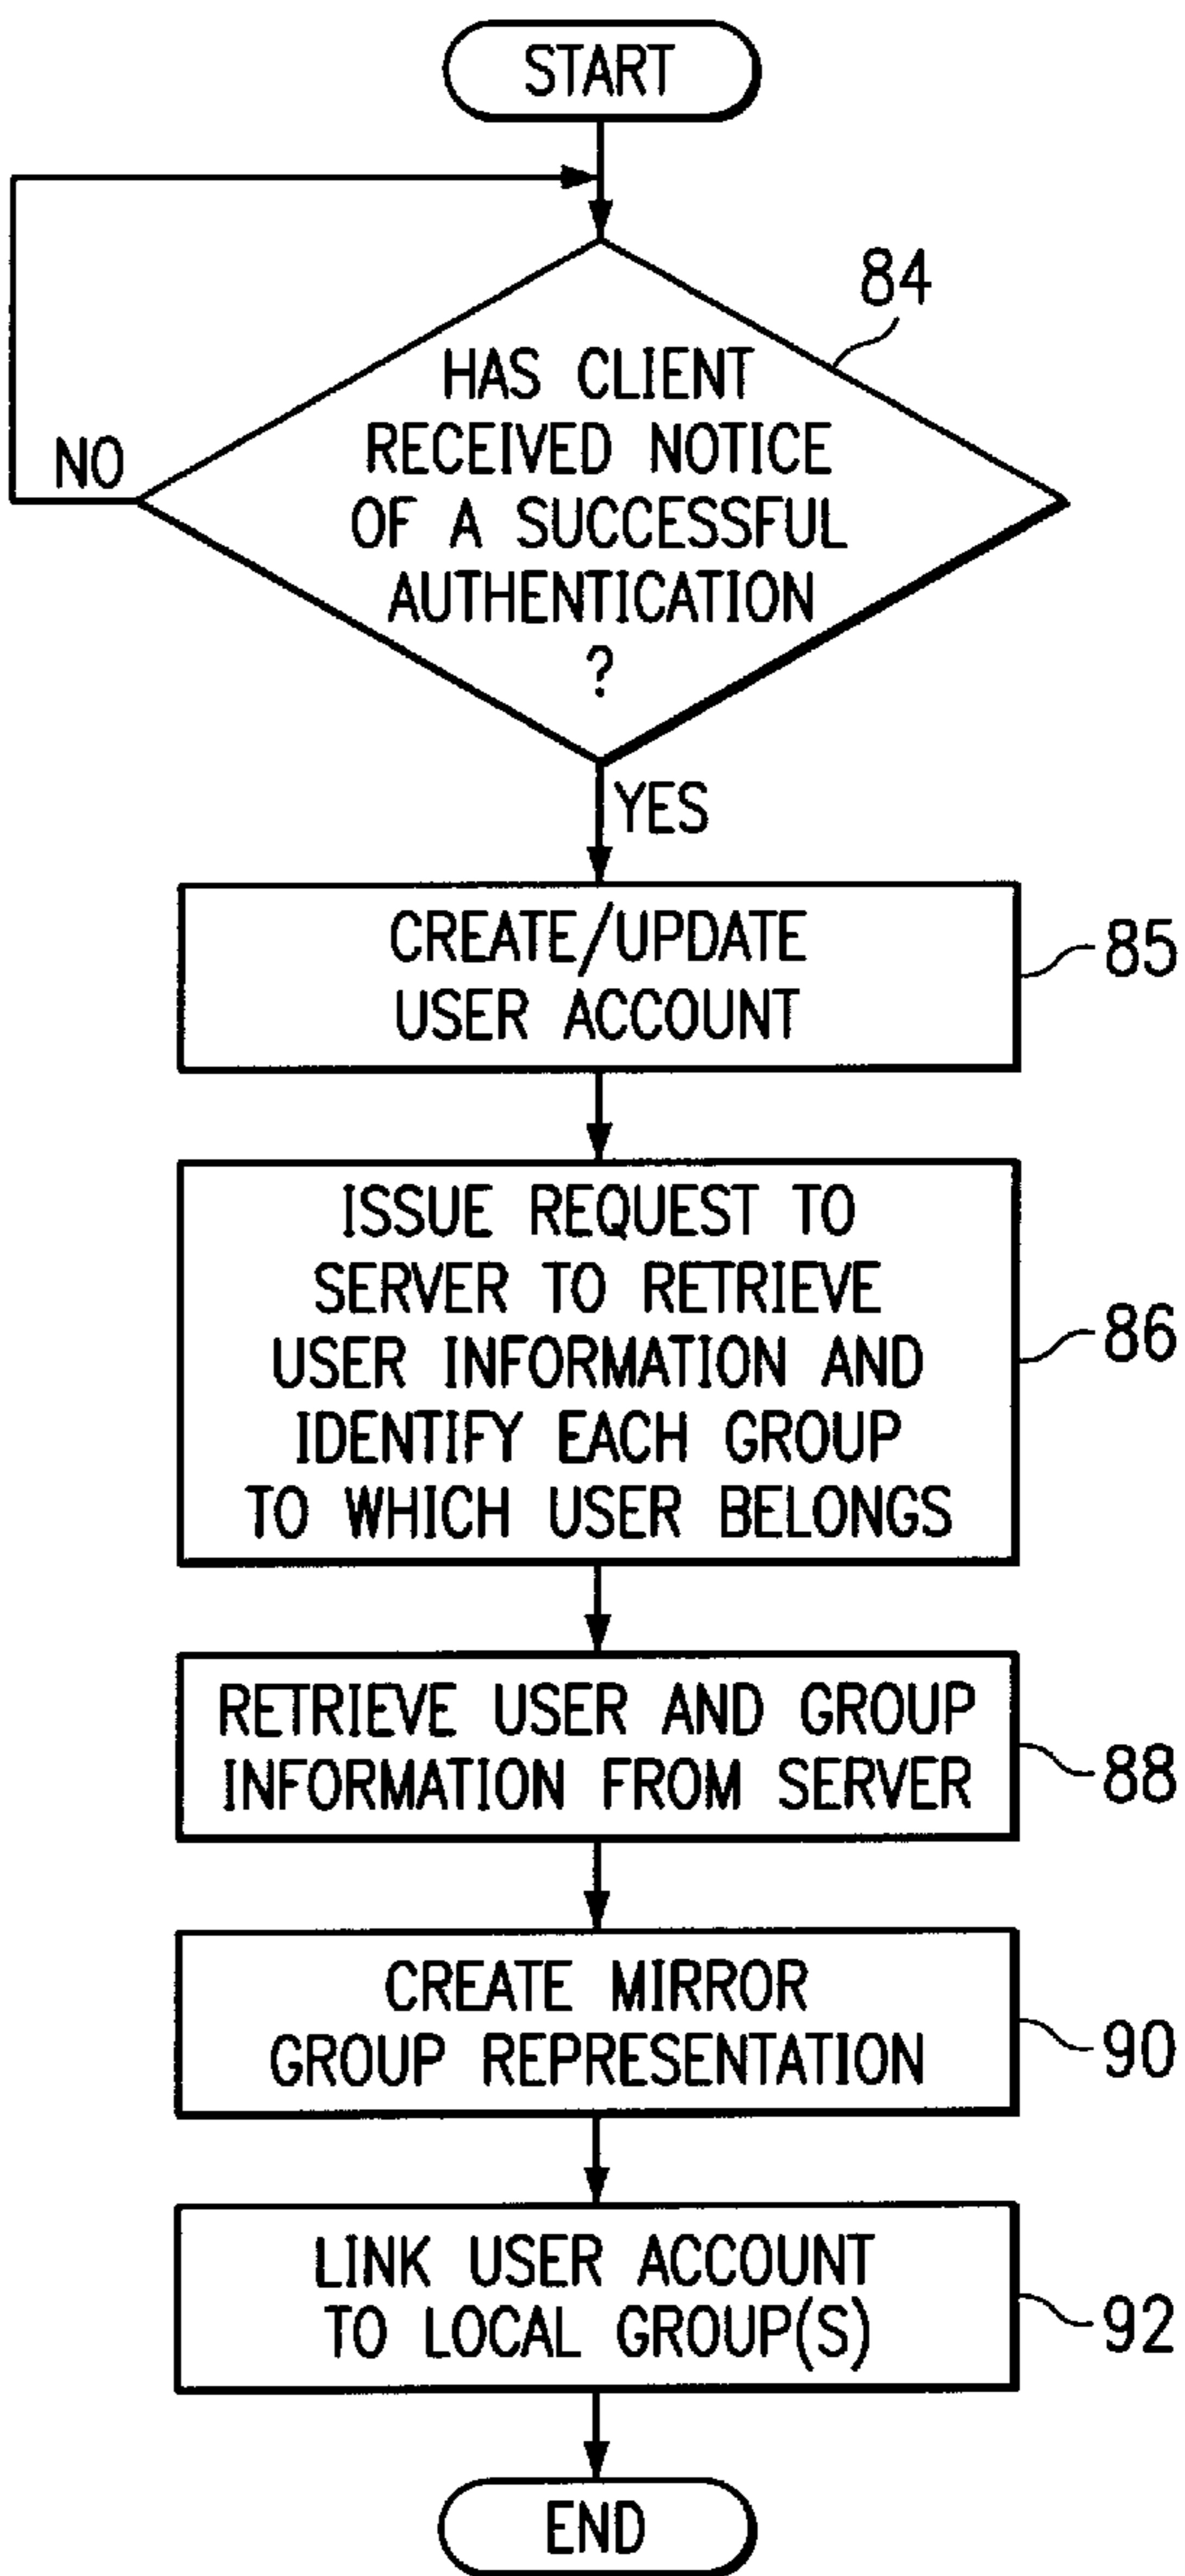 START
84
HAS CLIENT
RECEIVED NOTICE
OF A SUCCESSFUL
AUTHENTICATION
?
NO
YES
CREATE/UPDATE
USER ACCOUNT
85
ISSUE REQUEST TO
SERVER TO RETRIEVE
USER INFORMATION AND
IDENTIFY EACH GROUP
TO WHICH USER BELONGS
86
RETRIEVE USER AND GROUP
INFORMATION FROM SERVER
88
CREATE MIRROR
GROUP REPRESENTATION
90
LINK USER ACCOUNT
TO LOCAL GROUP(S)
92
END